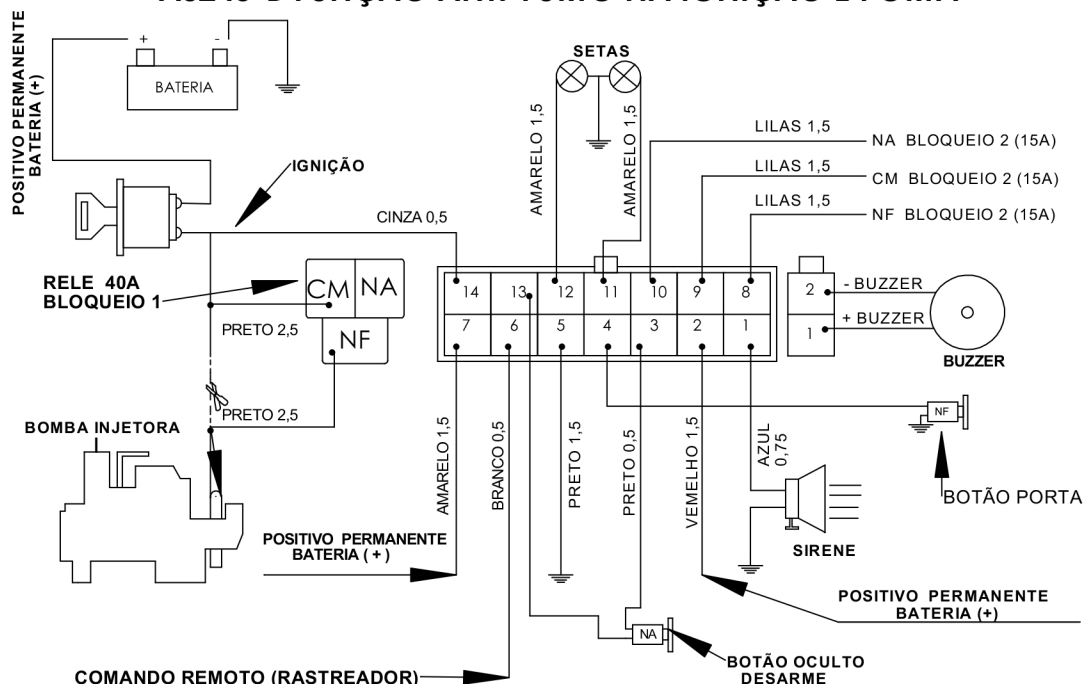 POSITIVO PERMANENTE
BATERIA (+)
+
-
BATERIA
IGNIÇÃO
CINZA 0,5
RELE 40A
BLOQUEIO 1
CM
NA
NF
PRETO 2,5
PRETO 2,5
BOMBA INJETORA
SETAS
AMARELO 1,5
AMARELO 1,5
LILAS 1,5
NA BLOQUEIO 2 (15A)
LILAS 1,5
CM BLOQUEIO 2 (15A)
LILAS 1,5
NF BLOQUEIO 2 (15A)
14
13
12
11
10
9
8
7
6
5
4
3
2
1
2
1
- BUZZER
+ BUZZER
BUZZER
AMARELO 1,5
BRANCO 0,5
PRETO 1,5
PRETO 0,5
VEMELHO 1,5
AZUL
0,75
NF
BOTÃO PORTA
SIRENE
POSITIVO PERMANENTE
BATERIA ( + )
POSITIVO PERMANENTE
BATERIA (+)
NA
BOTÃO OCULTO
DESARME
COMANDO REMOTO (RASTREADOR)